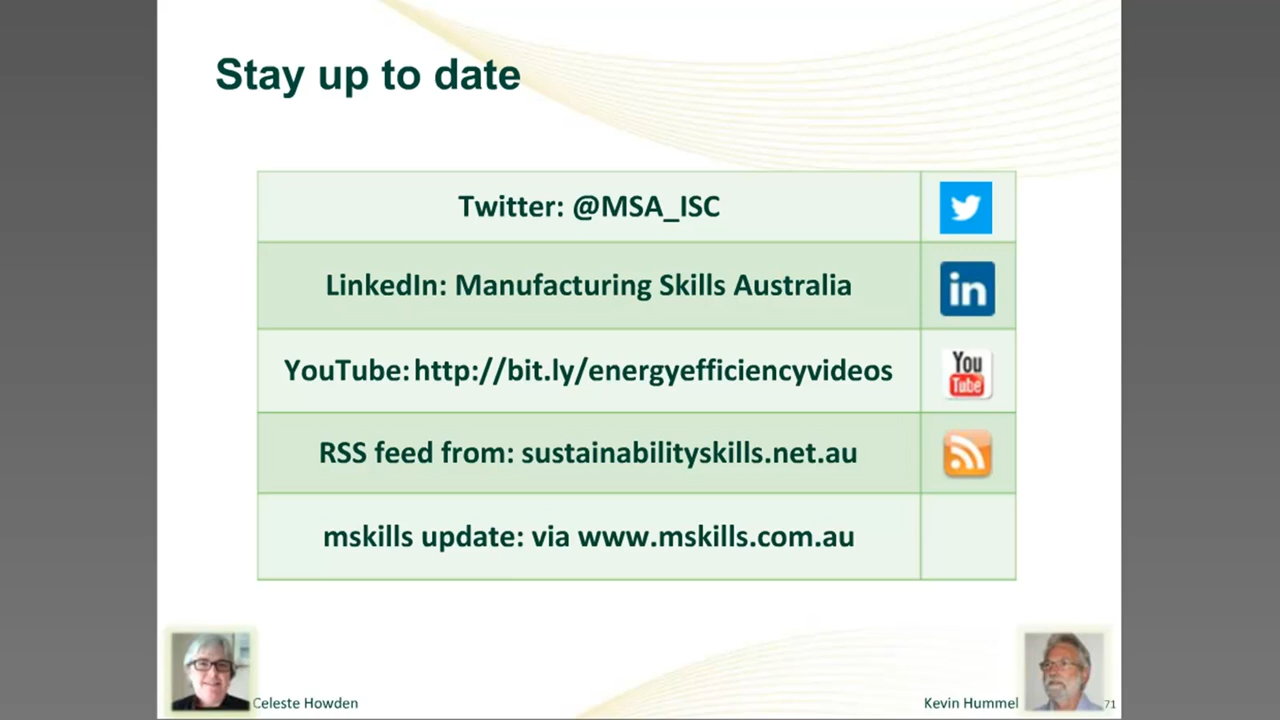 Stay up to date
Twitter: @MSA_ISC
LinkedIn: Manufacturing Skills Australia
in
YouTube: http://bit.ly/energyefficiencyvideos
You
Tube
RSS feed from: sustainabilityskills.net.au
mskills update: via www.mskills.com.au
Celeste Howden
Kevin Hummel
71